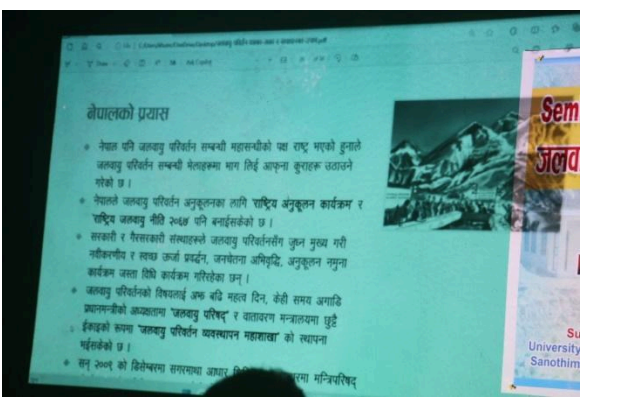 नेपालको प्रयास
नेपाल पनि जलवायु परिवर्तन सम्बन्धी महासन्धीको पक्ष राष्ट्र भएको हुनाले
जलवायु परिवर्तन सम्बन्धी मेलाहरूमा भाग लिई आफ्ना कुराहरू उठाउने
गरेको छ ।
नेपालले जलवायु परिवर्तन अनुकूलनका लागि 'राष्ट्रिय अनुकूलन कार्यक्रम' र
'राष्ट्रिय जलवायु नीति २०६७' पनि बनाईसकेको छ ।
सरकारी र गैरसरकारी संस्थाहरूले जलवायु परिवर्तनसँग जुध्न मुख्य गरी
नवीकरणीय र स्वच्छ ऊर्जा प्रवर्द्धन, जनचेतना अभिवृद्धि, अनुकूलन नमुना
कार्यक्रम जस्ता विधि कार्यक्रम गरिरहेका छन् ।
जलवायु परिवर्तनको विषयलाई अझ बढि महत्व दिन, केही समय अगाडि
प्रधानमन्त्रीको अध्यक्षतामा 'जलवायु परिषद्' र वातावरण मन्त्रालयमा छुट्टै
ईकाइको रूपमा 'जलवायु परिवर्तन व्यवस्थापन महाशाखा' को स्थापना
भईसकेको छ ।
सन् २००९ को डिसेम्बरमा सगरमाथा आधार मन्त्रिपरिषद्
Sem
जलव
Su
University
Sanothim